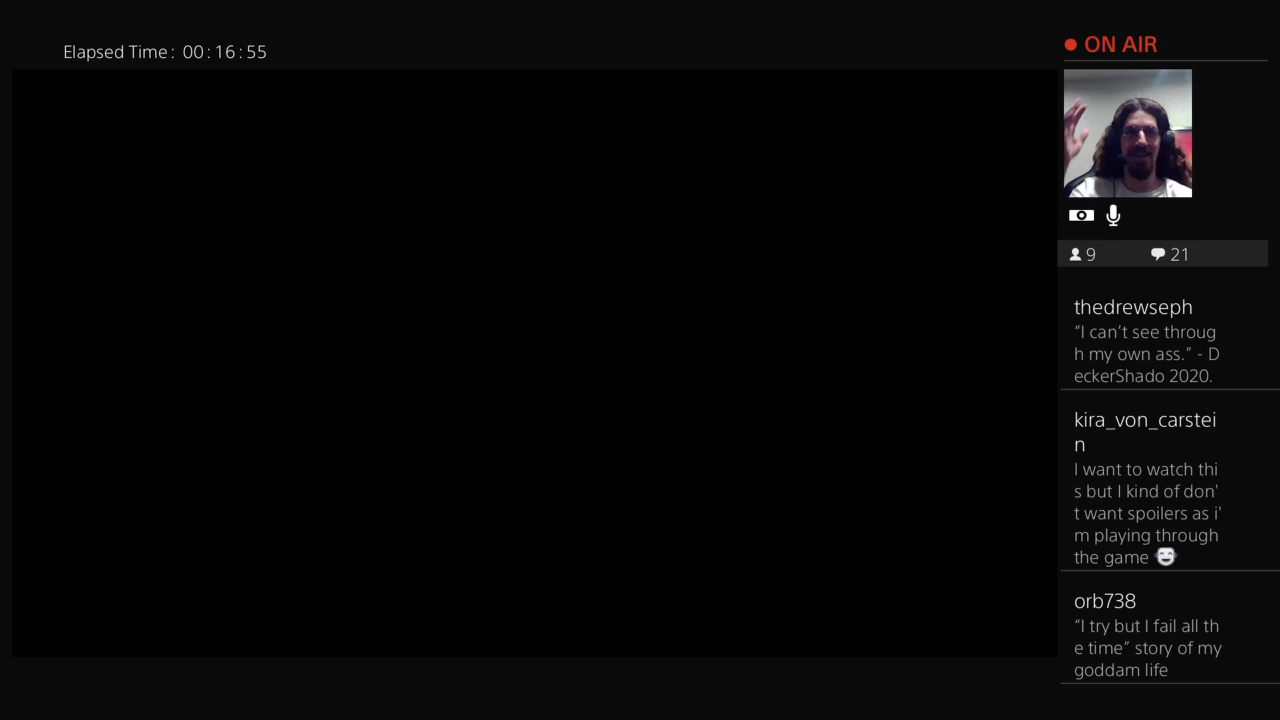 Elapsed Time: 00:16:55
ON AIR
9 21
thedrewseph
"I can't see throug
h my own ass." - D
eckerShado 2020.
kira_von_carstei
n
I want to watch thi
s but I kind of don'
t want spoilers as i'
m playing through
the game
orb738
"I try but I fail all th
e time" story of my
goddam life